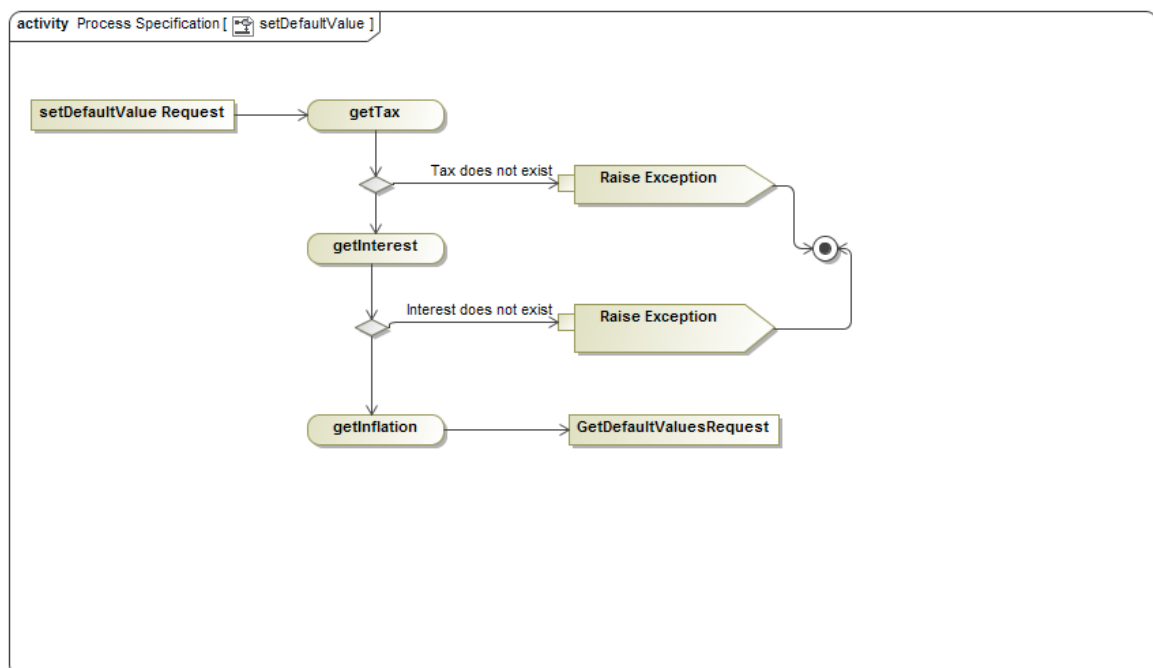 activity Process Specification [ setDefaultValue ]
setDefaultValue Request
getTax
Tax does not exist
Raise Exception
getInterest
Interest does not exist
Raise Exception
getInflation
GetDefaultValuesRequest